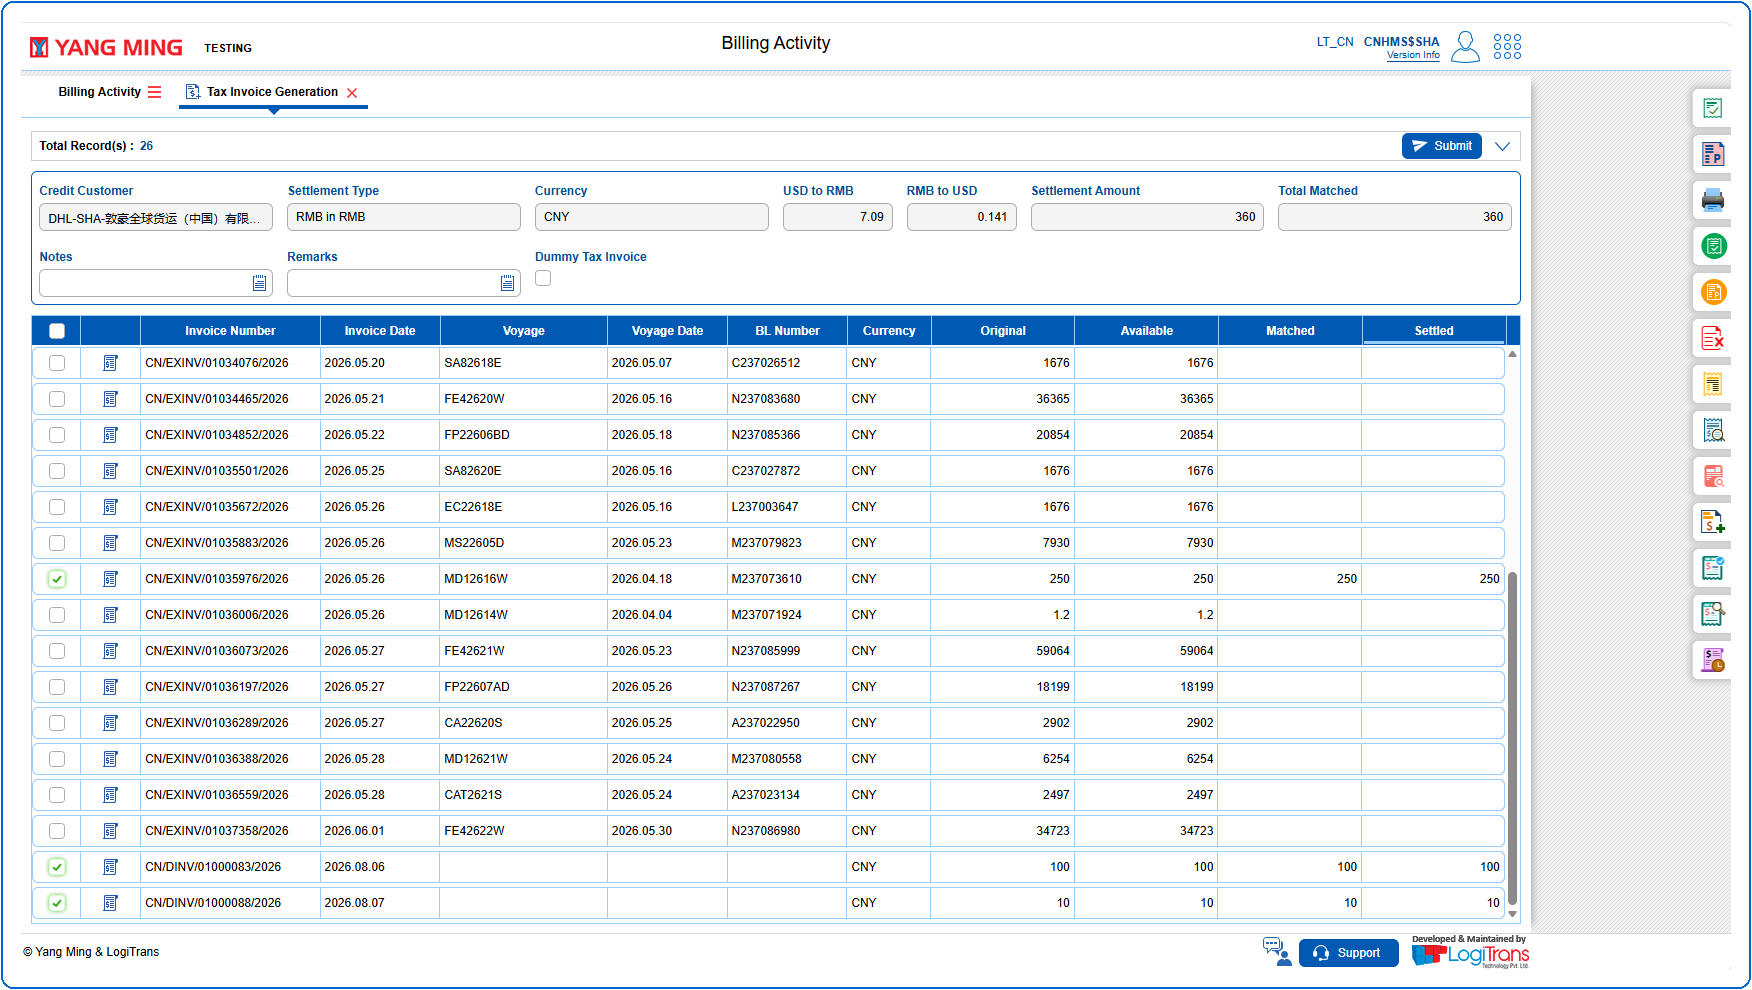 YANG MING TESTING
Billing Activity
LT_CN CNHMS$SHA
Version Info
Billing Activity
Tax Invoice Generation
Total Record(s) : 26
Submit
Credit Customer Settlement Type Currency USD to RMB RMB to USD Settlement Amount Total Matched
DHL-SHA-敦豪全球货运（中国）有限... RMB in RMB CNY 7.09 0.141 360 360
Notes Remarks Dummy Tax Invoice
Invoice Number Invoice Date Voyage Voyage Date BL Number Currency Original Available Matched Settled
CN/EXINV/01034076/2026 2026.05.20 SA82618E 2026.05.07 C237026512 CNY 1676 1676
CN/EXINV/01034465/2026 2026.05.21 FE42620W 2026.05.16 N237083680 CNY 36365 36365
CN/EXINV/01034852/2026 2026.05.22 FP22606BD 2026.05.18 N237085366 CNY 20854 20854
CN/EXINV/01035501/2026 2026.05.25 SA82620E 2026.05.16 C237027872 CNY 1676 1676
CN/EXINV/01035672/2026 2026.05.26 EC22618E 2026.05.16 L237003647 CNY 1676 1676
CN/EXINV/01035883/2026 2026.05.26 MS22605D 2026.05.23 M237079823 CNY 7930 7930
CN/EXINV/01035976/2026 2026.05.26 MD12616W 2026.04.18 M237073610 CNY 250 250 250 250
CN/EXINV/01036006/2026 2026.05.26 MD12614W 2026.04.04 M237071924 CNY 1.2 1.2
CN/EXINV/01036073/2026 2026.05.27 FE42621W 2026.05.23 N237085999 CNY 59064 59064
CN/EXINV/01036197/2026 2026.05.27 FP22607AD 2026.05.26 N237087267 CNY 18199 18199
CN/EXINV/01036289/2026 2026.05.27 CA22620S 2026.05.25 A237022950 CNY 2902 2902
CN/EXINV/01036388/2026 2026.05.28 MD12621W 2026.05.24 M237080558 CNY 6254 6254
CN/EXINV/01036559/2026 2026.05.28 CAT2621S 2026.05.24 A237023134 CNY 2497 2497
CN/EXINV/01037358/2026 2026.06.01 FE42622W 2026.05.30 N237086980 CNY 34723 34723
CN/DINV/01000083/2026 2026.08.06 CNY 100 100 100 100
CN/DINV/01000088/2026 2026.08.07 CNY 10 10 10 10
© Yang Ming & LogiTrans
Support
Developed & Maintained by
LogiTrans
Technology Pvt. Ltd.